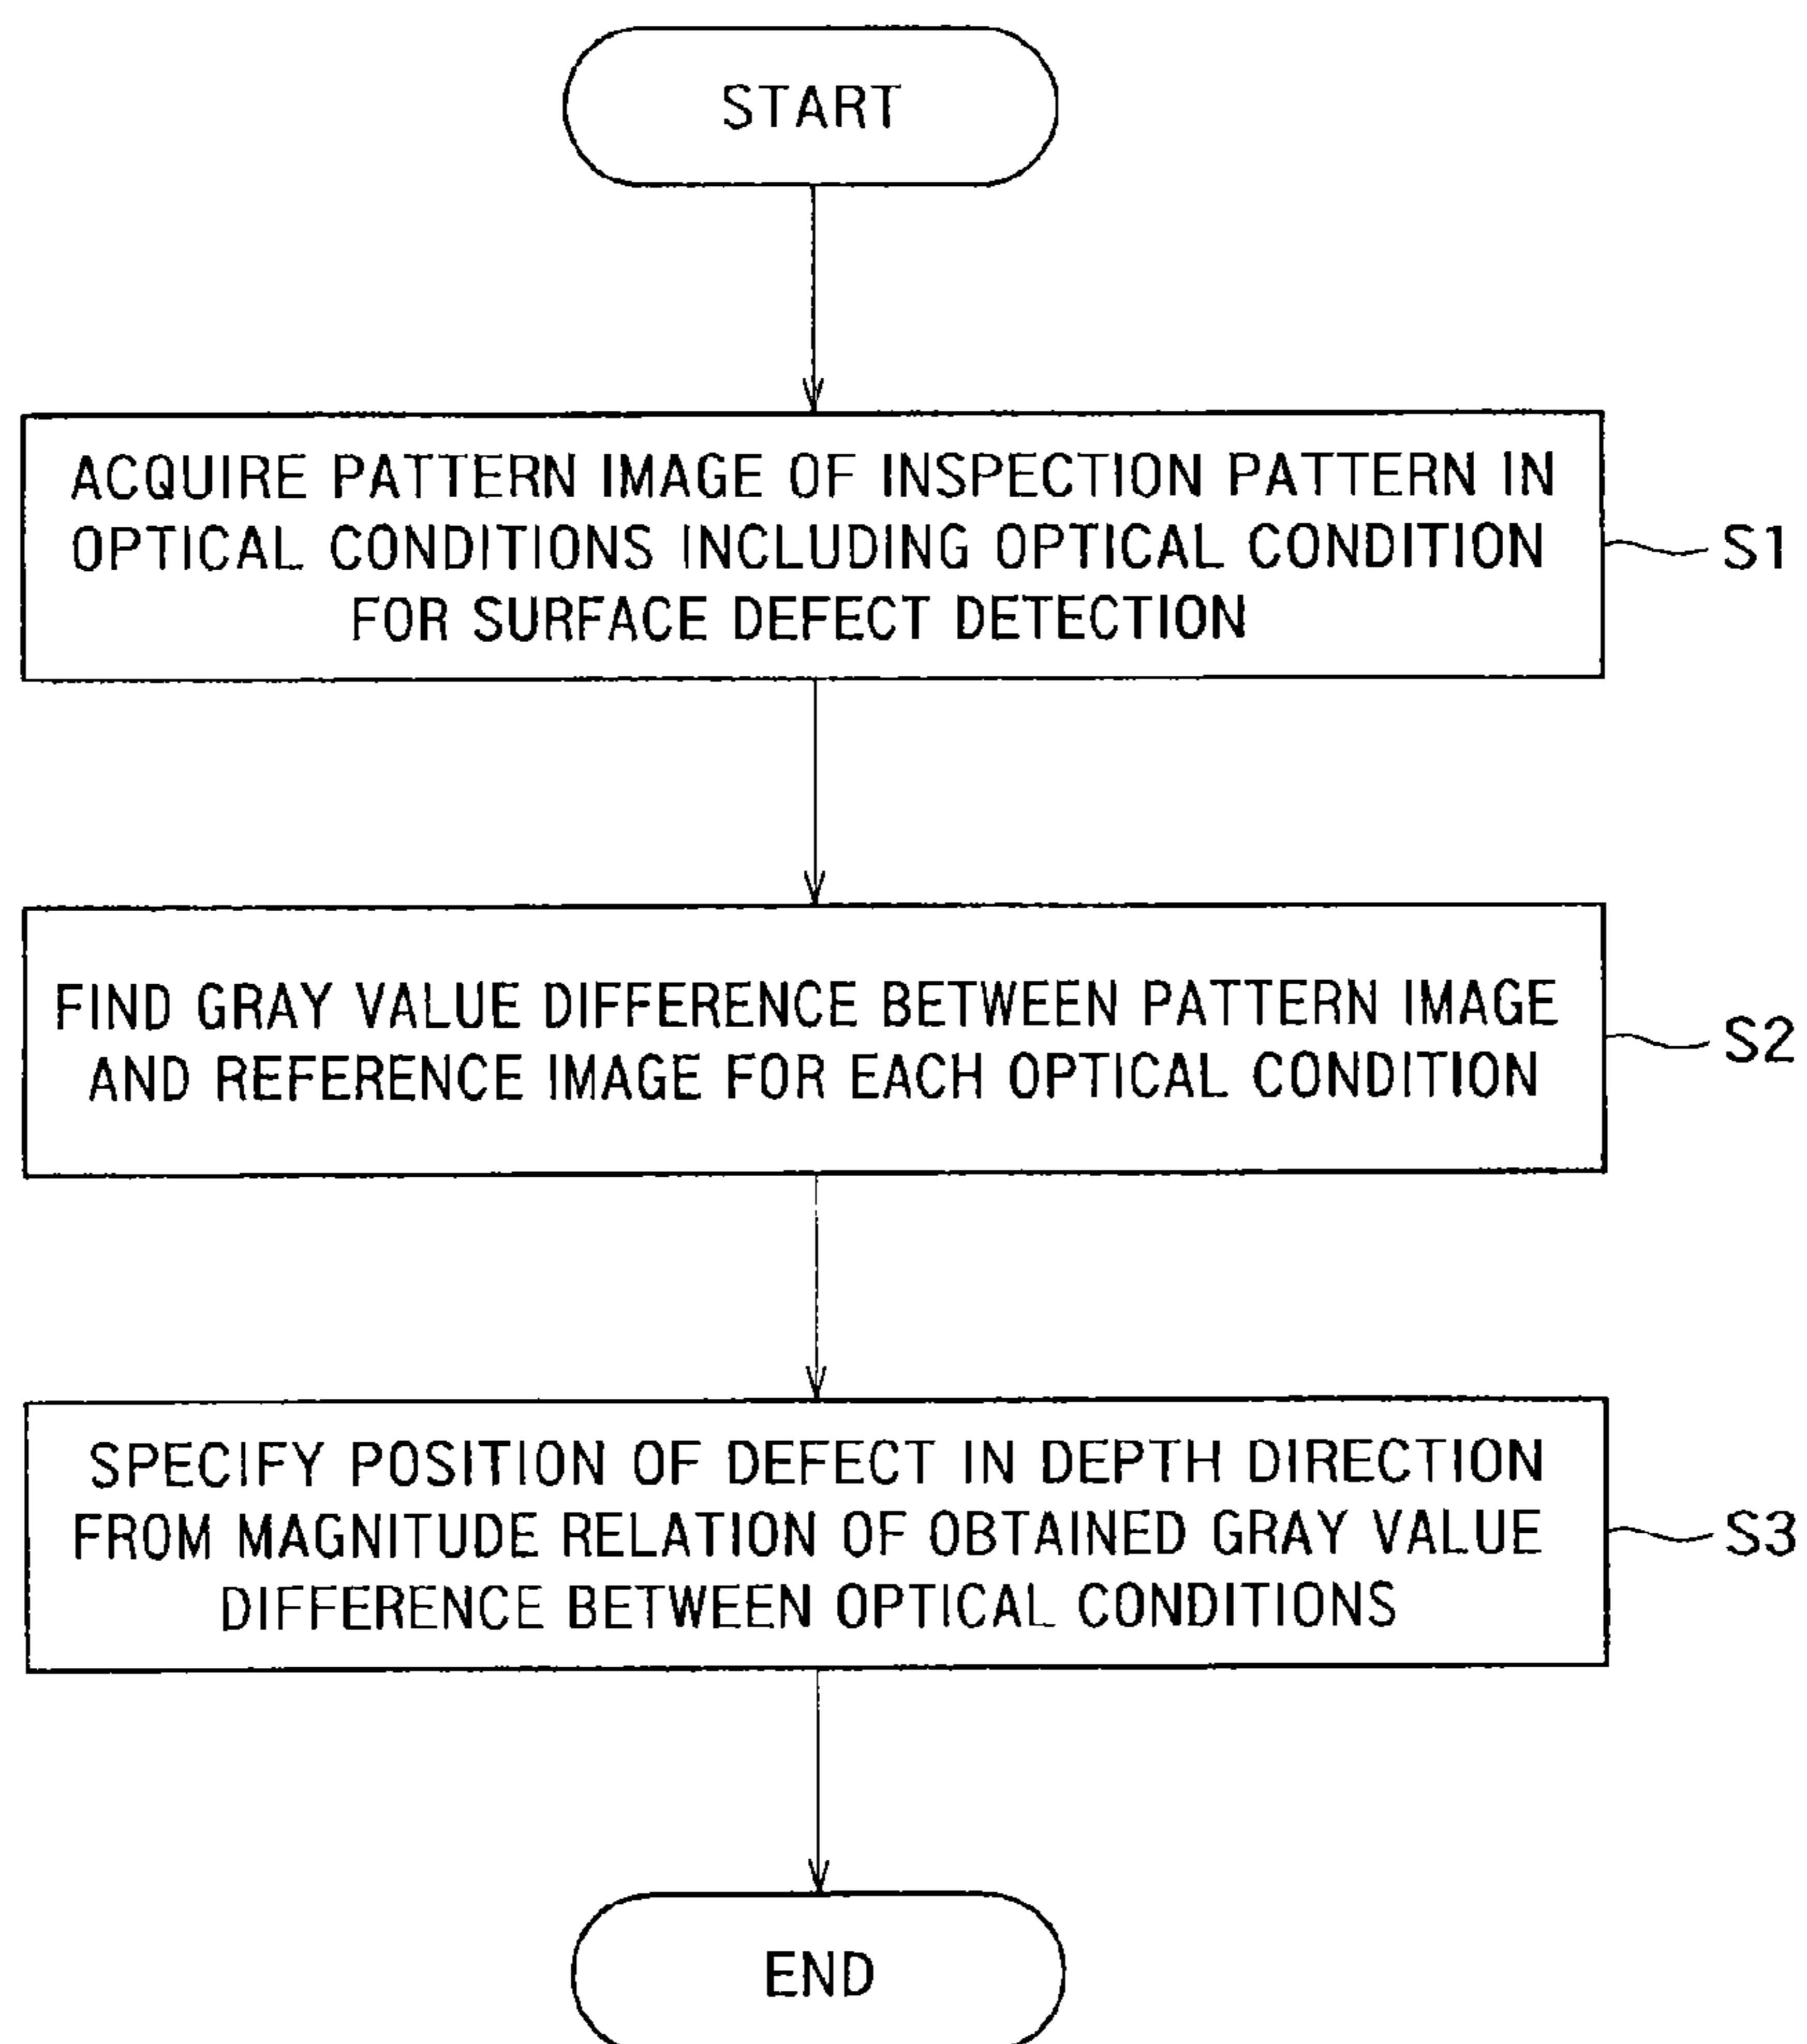 START
ACQUIRE PATTERN IMAGE OF INSPECTION PATTERN IN
OPTICAL CONDITIONS INCLUDING OPTICAL CONDITION
FOR SURFACE DEFECT DETECTION
S1
FIND GRAY VALUE DIFFERENCE BETWEEN PATTERN IMAGE
AND REFERENCE IMAGE FOR EACH OPTICAL CONDITION
S2
SPECIFY POSITION OF DEFECT IN DEPTH DIRECTION
FROM MAGNITUDE RELATION OF OBTAINED GRAY VALUE
DIFFERENCE BETWEEN OPTICAL CONDITIONS
S3
END